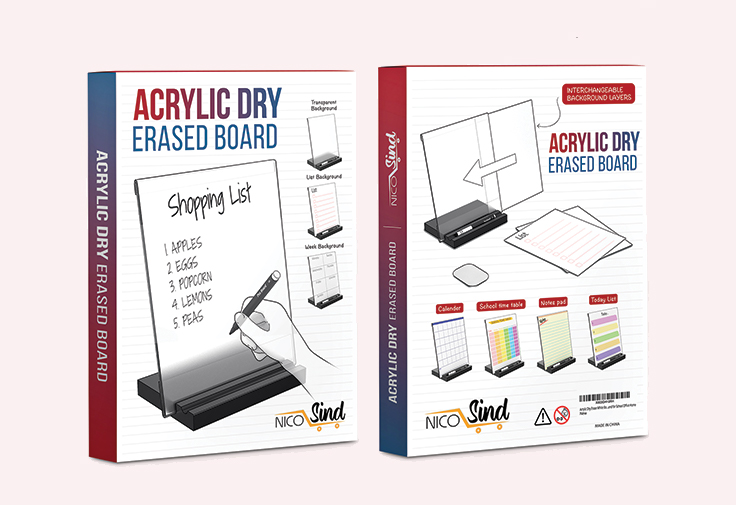 ACRYLIC DRY ERASED BOARD
ACRYLIC DRY
ERASED BOARD
Transparent
Background
List Background
List
Week Background
Shopping List
1 APPLES
2 EGGS
3. POPCORN
4. LEMONS
5. PEAS
NICO Sind
NICO Sind
ACRYLIC DRY ERASED BOARD
INTERCHANGEABLE
BACKGROUND LAYERS
ACRYLIC DRY
ERASED BOARD
List
Calender
School time table
Notes pad
Today List
NICO Sind
MADE IN CHINA